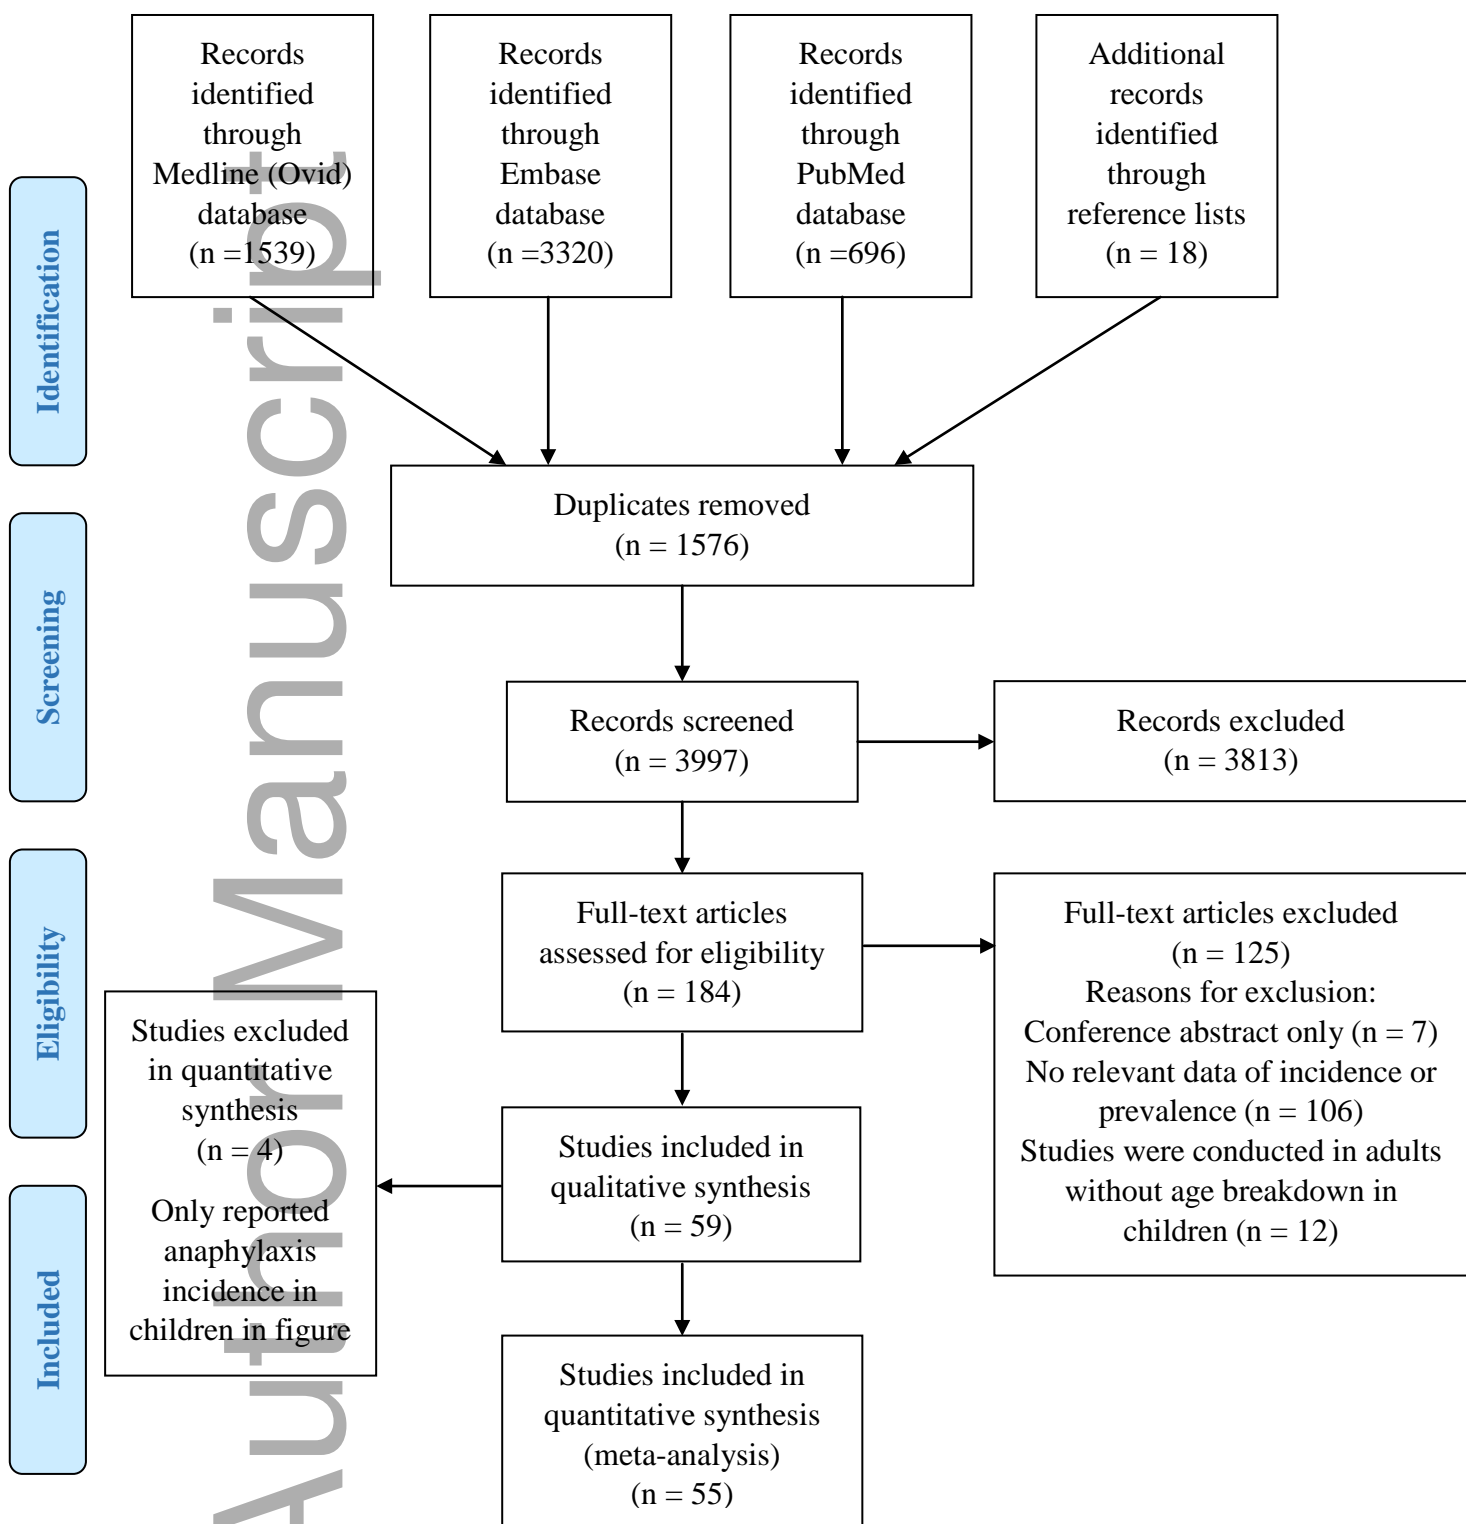 Records
identified
through
Medline (Ovid)
database
(n =1539)
Records
identified
through
Embase
database
(n =3320)
Records
identified
through
PubMed
database
(n =696)
Additional
records
identified
through
reference lists
(n = 18)
Identification
Duplicates removed
(n = 1576)
Screening
Records screened
(n = 3997)
Records excluded
(n = 3813)
Eligibility
Full-text articles
assessed for eligibility
(n = 184)
Full-text articles excluded
(n = 125)
Reasons for exclusion:
Conference abstract only (n = 7)
No relevant data of incidence or
prevalence (n = 106)
Studies were conducted in adults
without age breakdown in
children (n = 12)
Studies excluded
in quantitative
synthesis
(n = 4)
Only reported
anaphylaxis
incidence in
children in figure
Studies included in
qualitative synthesis
(n = 59)
Included
Studies included in
quantitative synthesis
(meta-analysis)
(n = 55)
Author Manuscript